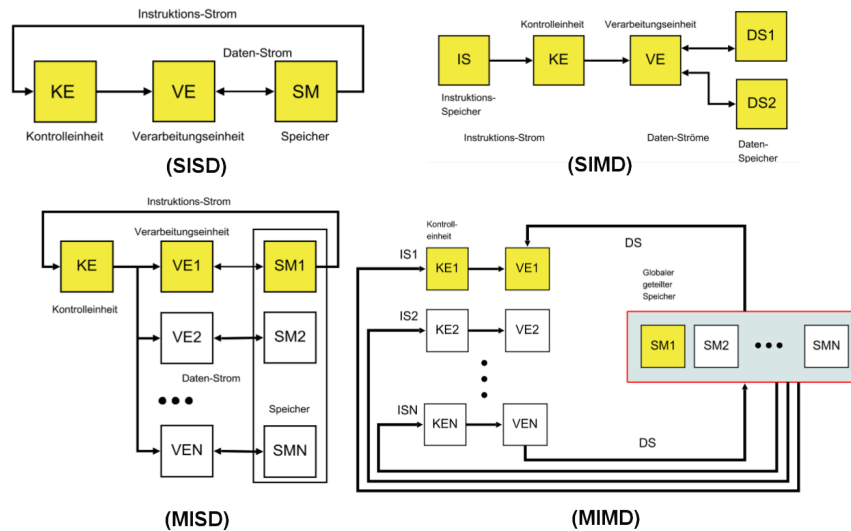 Instruktions-Strom
Daten-Strom
KE
VE
SM
Kontrolleinheit
Verarbeitungseinheit
Speicher
(SISD)
Kontrolleinheit
Verarbeitungseinheit
IS
KE
VE
DS1
DS2
Instruktions-
Speicher
Instruktions-Strom
Daten-Ströme
Daten-
Speicher
(SIMD)
Instruktions-Strom
Verarbeitungseinheit
KE
VE1
SM1
Kontrolleinheit
VE2
SM2
Daten-Strom
Speicher
VEN
SMN
(MISD)
Kontroll-
einheit
IS1
KE1
VE1
DS
Globaler
geteilter
Speicher
IS2
KE2
VE2
SM1
SM2
SMN
ISN
KEN
VEN
DS
(MIMD)